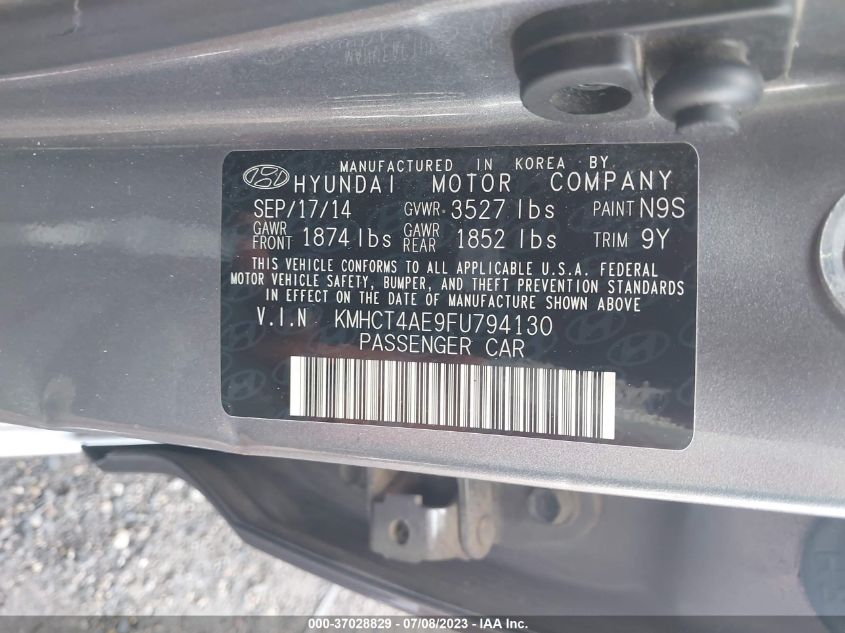 MANUFACTURED IN KOREA BY.
HYUNDAI MOTOR COMPANY
SEP/17/14 GVWR 3527 lbs PAINT N9S
GAWR FRONT 1874 lbs GAWR REAR 1852 lbs TRIM 9Y
THIS VEHICLE CONFORMS TO ALL APPLICABLE U.S.A. FEDERAL
MOTOR VEHICLE SAFETY, BUMPER, AND THEFT PREVENTION STANDARDS
IN EFFECT ON THE DATE OF MANUFACTURE SHOWN ABOVE
V.I.N KMHCT4AE9FU794130
PASSENGER CAR
000-37028829 - 07/08/2023 - IAAI.COM